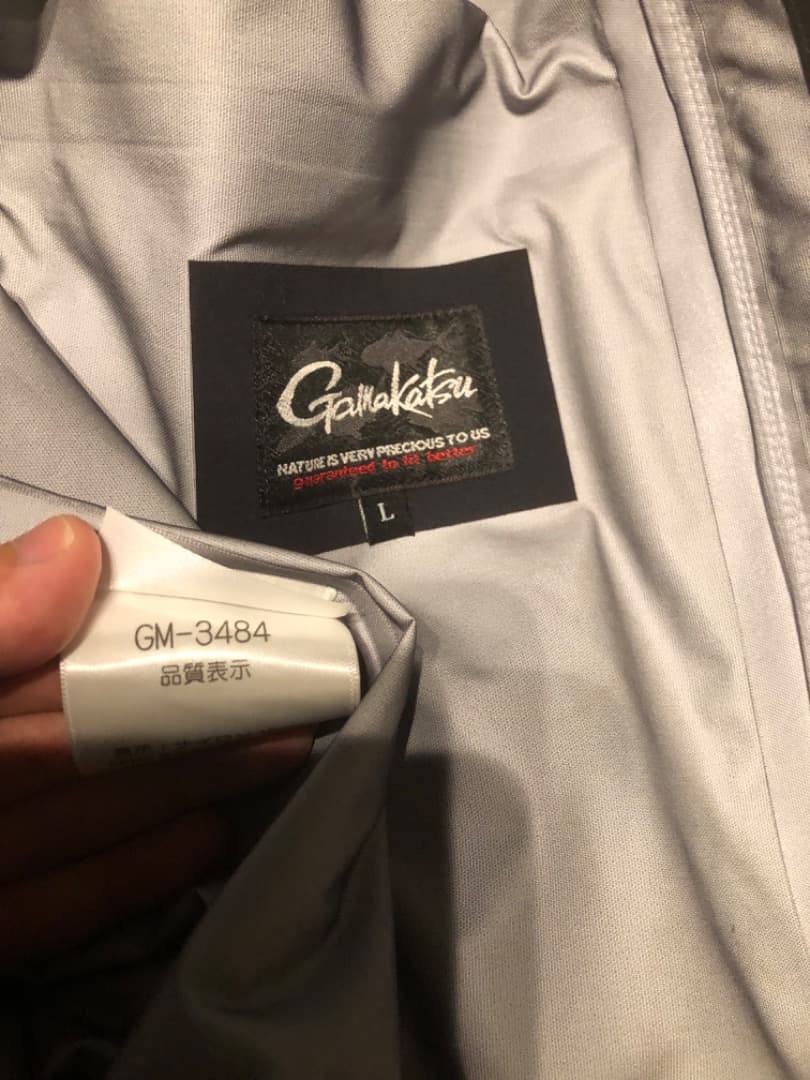 Gamakatsu
NATURE IS VERY PRECIOUS TO US
guaranteed to fit better
L
GM-3484
品質表示